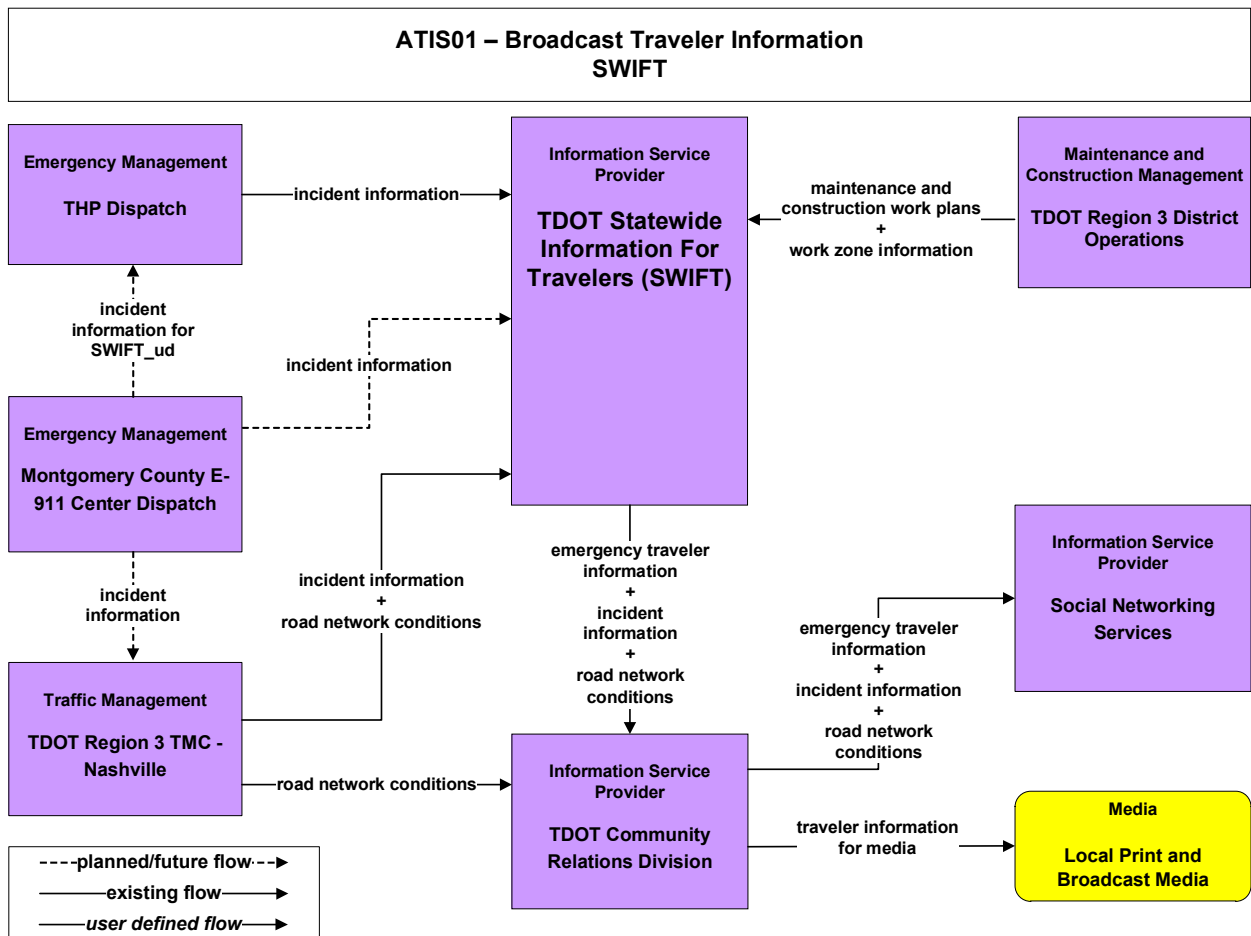 ATIS01 – Broadcast Traveler Information
SWIFT
Emergency Management
THP Dispatch
incident information
Information Service
Provider
TDOT Statewide
Information For
Travelers (SWIFT)
maintenance and
construction work plans
+
work zone information
Maintenance and
Construction Management
TDOT Region 3 District
Operations
incident
information for
SWIFT_ud
incident information
Emergency Management
Montgomery County E-
911 Center Dispatch
incident
information
incident information
+
road network conditions
emergency traveler
information
+
incident
information
+
road network
conditions
Information Service
Provider
Social Networking
Services
emergency traveler
information
+
incident information
+
road network
conditions
Traffic Management
TDOT Region 3 TMC -
Nashville
road network conditions
Information Service
Provider
TDOT Community
Relations Division
traveler information
for media
Media
Local Print and
Broadcast Media
planned/future flow
existing flow
user defined flow